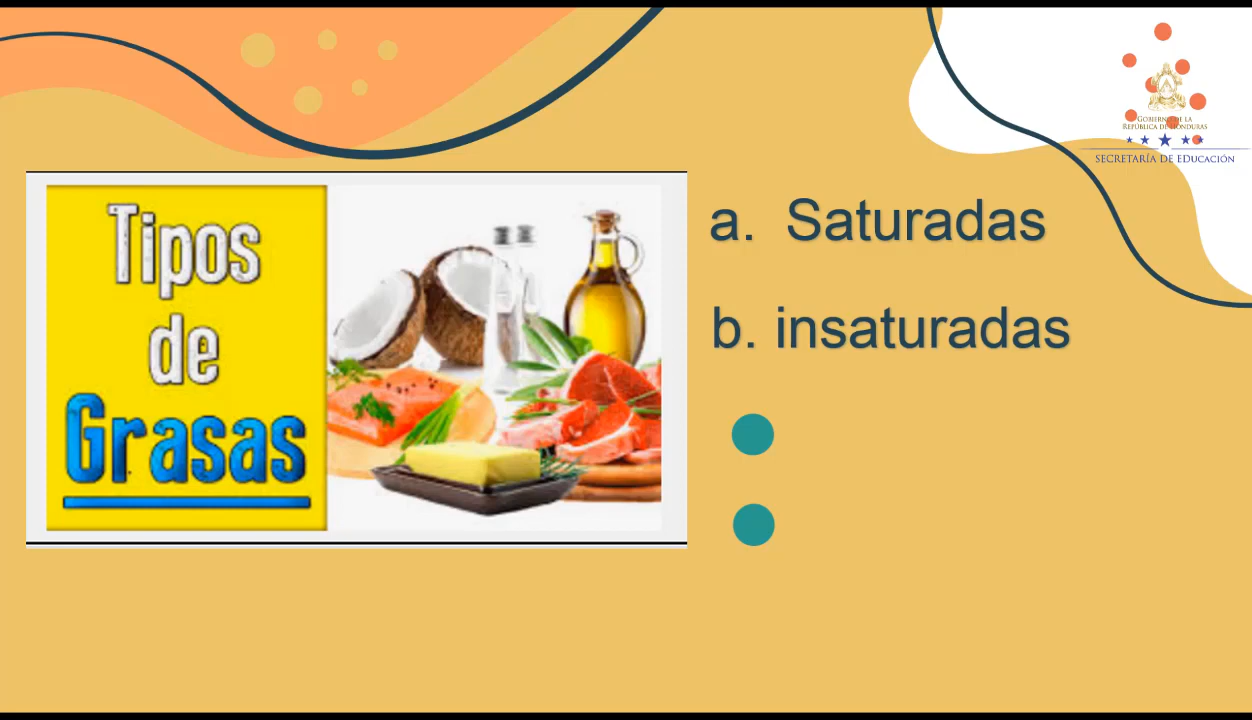 Tipos
de
Grasas
a. Saturadas
b. insaturadas
GOBIERNO DE LA
REPÚBLICA DE HONDURAS
SECRETARÍA DE EDUCACIÓN